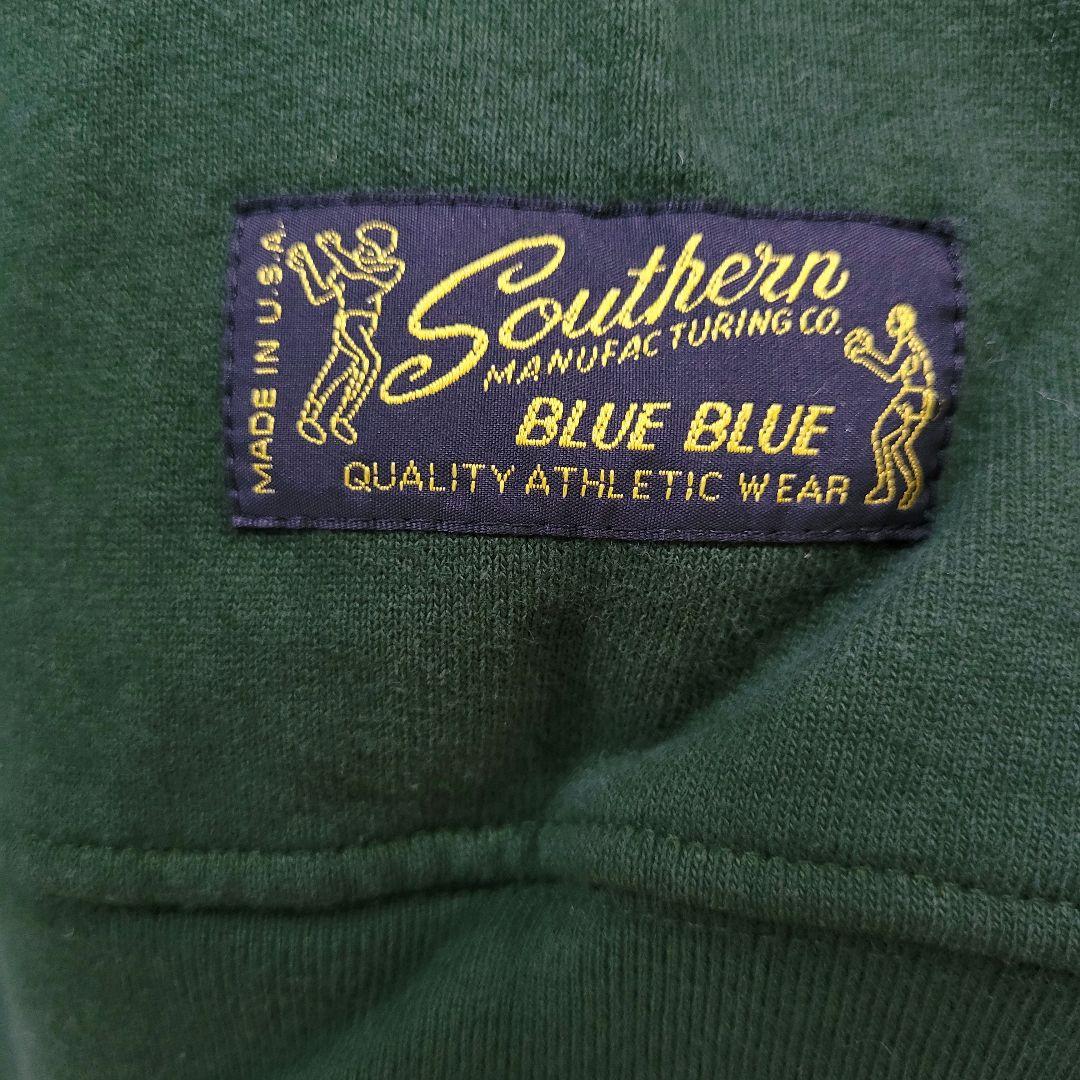 MADE IN U.S.A.
Southern
MANUFACTURING CO.
BLUE BLUE
QUALITY ATHLETIC WEAR